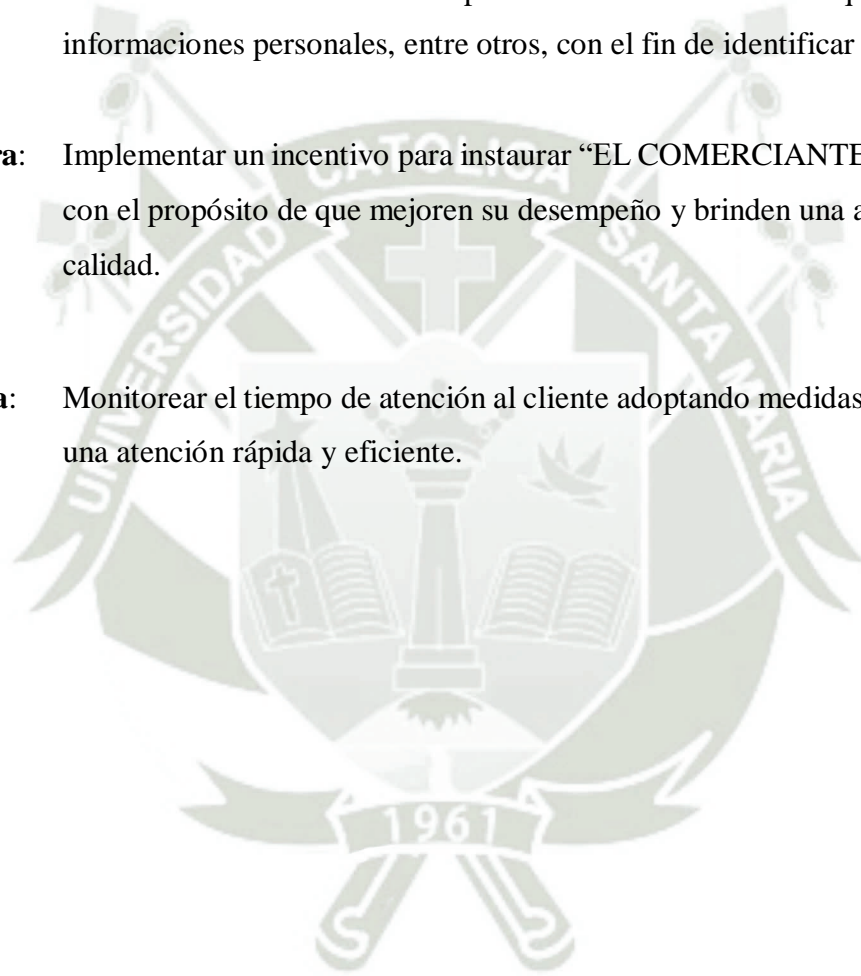 informaciones personales, entre otros, con el fin de identificar
ra: Implementar un incentivo para instaurar “EL COMERCIANTE
con el propósito de que mejoren su desempeño y brinden una a
calidad.
a: Monitorear el tiempo de atención al cliente adoptando medidas
una atención rápida y eficiente.
UNIVERSIDAD CATOLICA SANTA MARIA
1961